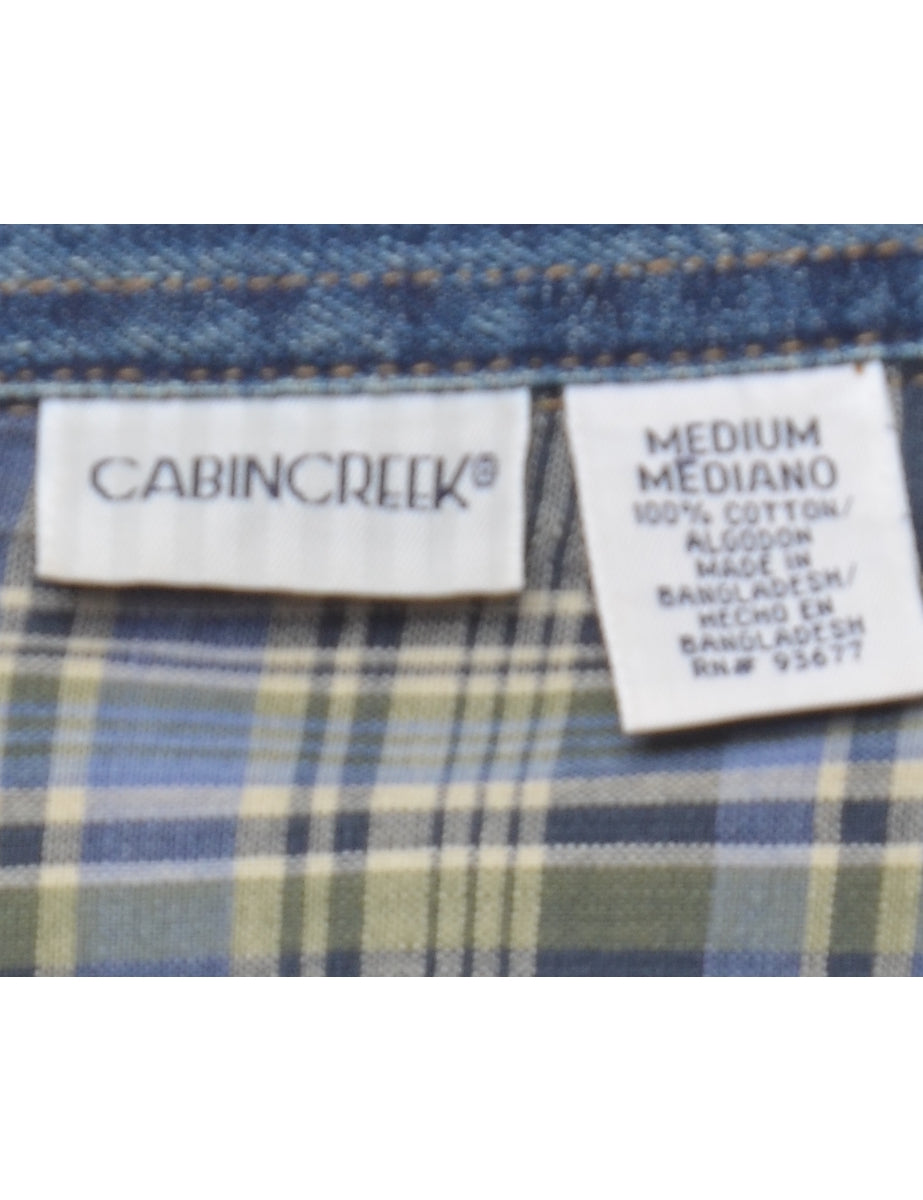 CABINCREEK®
MEDIUM
MEDIANO
100% COTTON/
ALGODON
MADE IN
BANGLADESH/
HECHO EN
BANGLADESH
RN# 93677